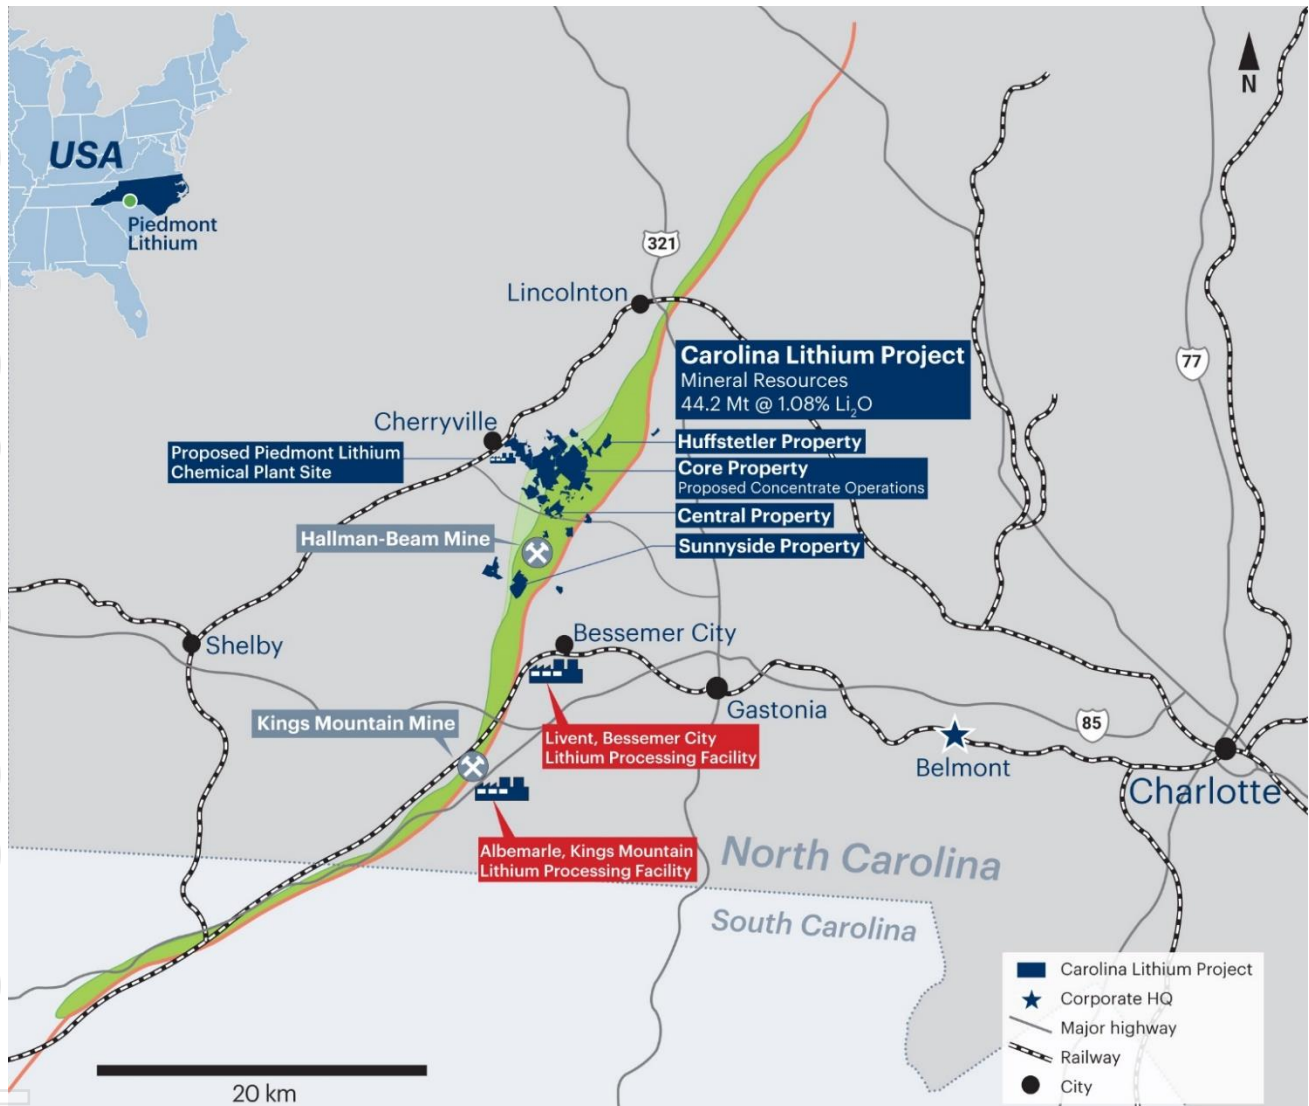 USA
Piedmont
Lithium
N
321
Lincolnton
77
Carolina Lithium Project
Mineral Resources
44.2 Mt @ 1.08% Li₂O
Cherryville
Huffstetler Property
Proposed Piedmont Lithium
Chemical Plant Site
Core Property
Proposed Concentrate Operations
Central Property
Hallman-Beam Mine
Sunnyside Property
Shelby
Bessemer City
Gastonia
Kings Mountain Mine
85
Livent, Bessemer City
Lithium Processing Facility
Belmont
Charlotte
Albemarle, Kings Mountain
Lithium Processing Facility
North Carolina
South Carolina
Carolina Lithium Project
Corporate HQ
Major highway
Railway
City
20 km